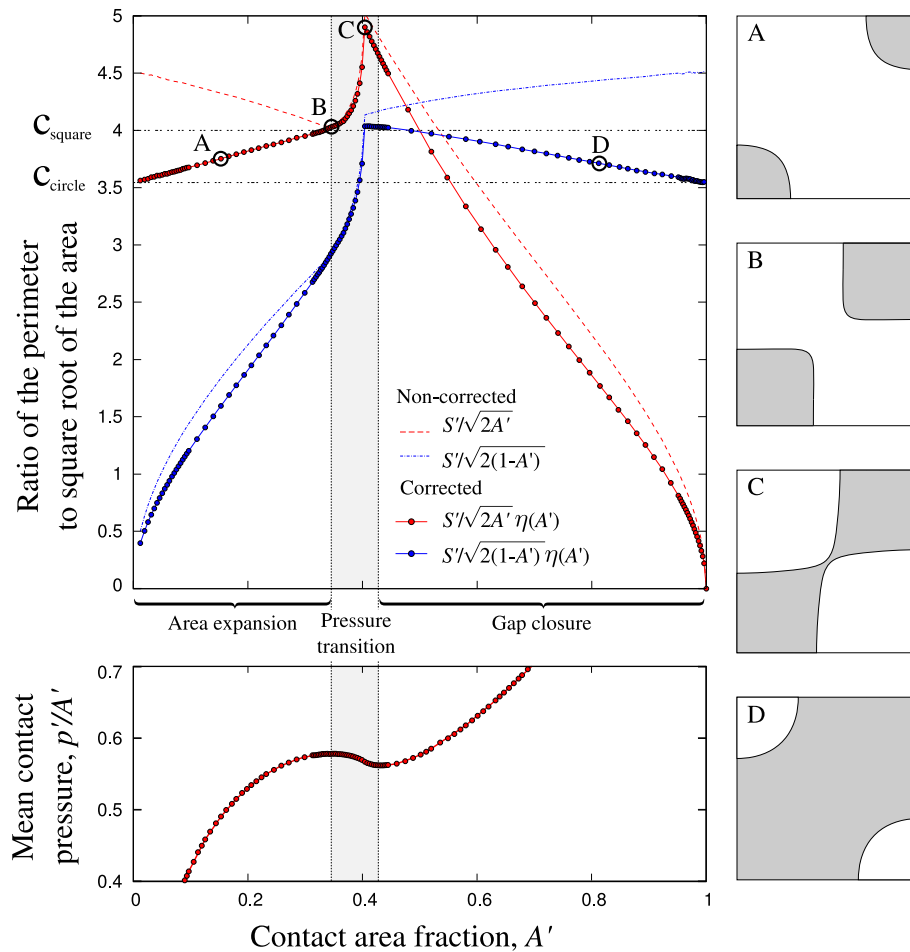 5
4.5
C square
4
C circle
3.5
3
2.5
2
1.5
1
0.5
0
Ratio of the perimeter
to square root of the area
A
B
C
D
Non-corrected
S'/√2A'
S'/√2(1-A')
Corrected
S'/√2A' η(A')
S'/√2(1-A') η(A')
Area expansion
Pressure
transition
Gap closure
0.7
0.6
0.5
0.4
Mean contact
pressure, p'/A'
0
0.2
0.4
0.6
0.8
1
Contact area fraction, A'
A
B
C
D